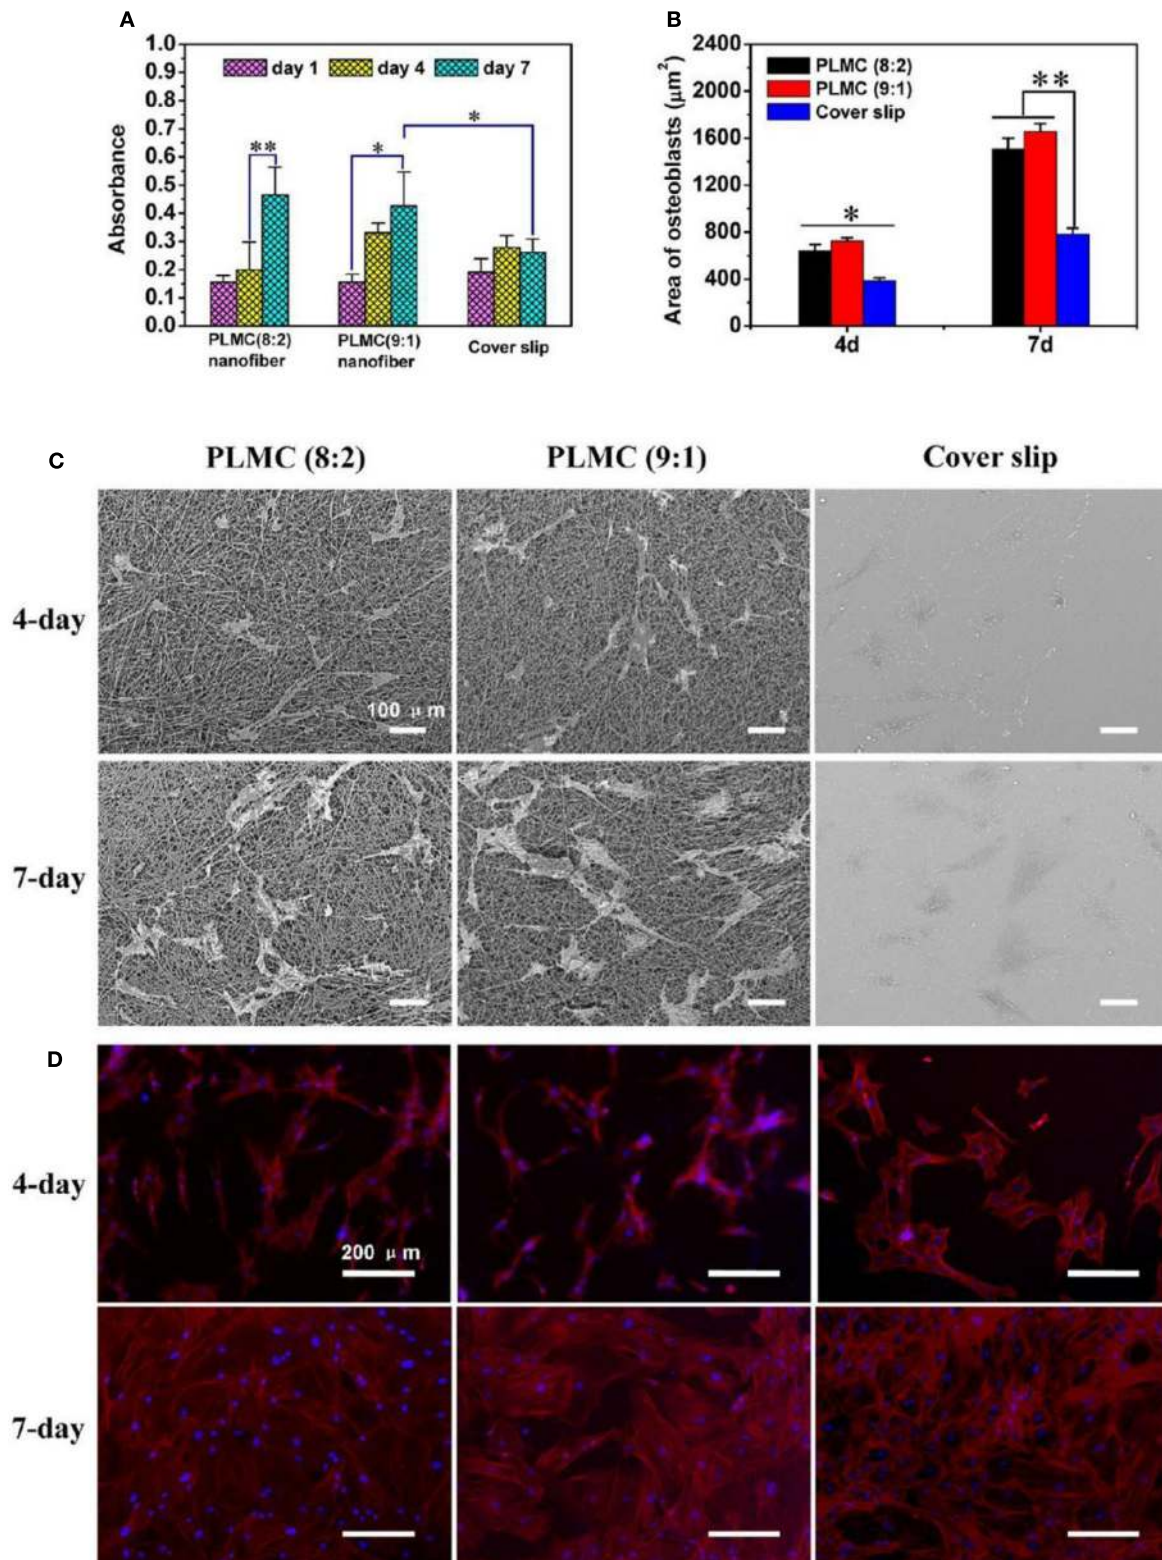 A
Absorbance
1.0
0.9
0.8
0.7
0.6
0.5
0.4
0.3
0.2
0.1
0.0
day 1 day 4 day 7
** * *
PLMC(8:2)
nanofiber
PLMC(9:1)
nanofiber
Cover slip
B
Area of osteoblasts (μm²)
2400
2000
1600
1200
800
400
0
PLMC (8:2)
PLMC (9:1)
Cover slip
* **
4d 7d
C
PLMC (8:2) PLMC (9:1) Cover slip
4-day
100 μm
7-day
D
4-day
200 μm
7-day